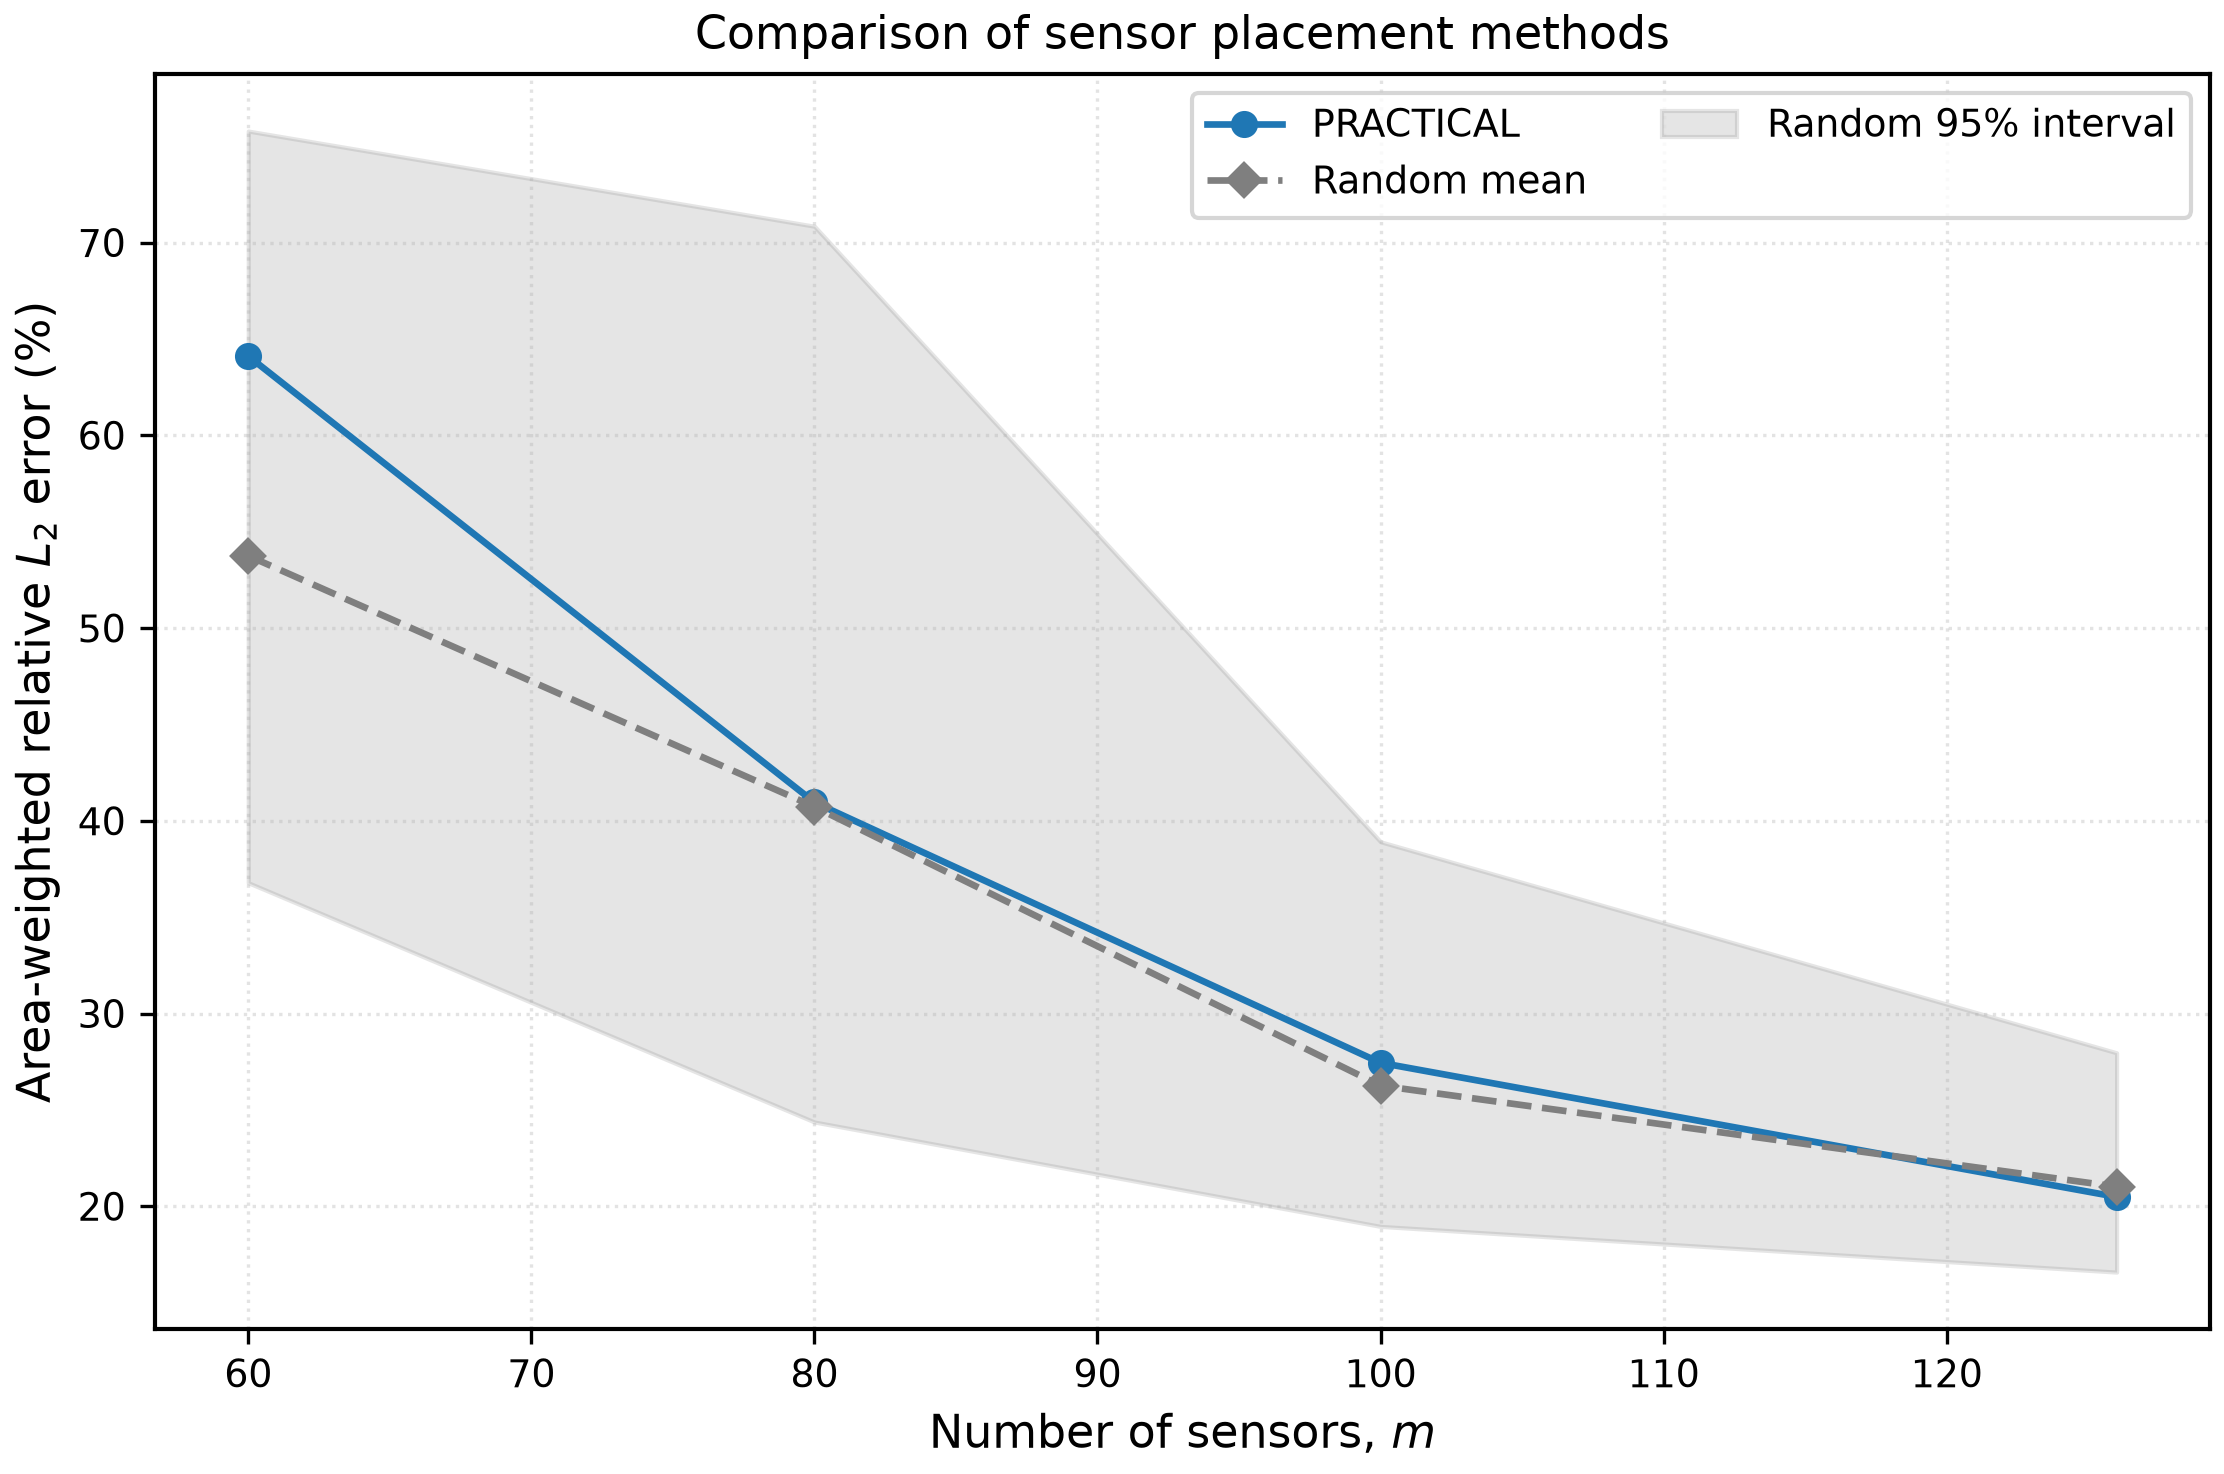 Comparison of sensor placement methods
PRACTICAL
Random mean
Random 95% interval
Area-weighted relative L₂ error (%)
70
60
50
40
30
20
60 70 80 90 100 110 120
Number of sensors, m